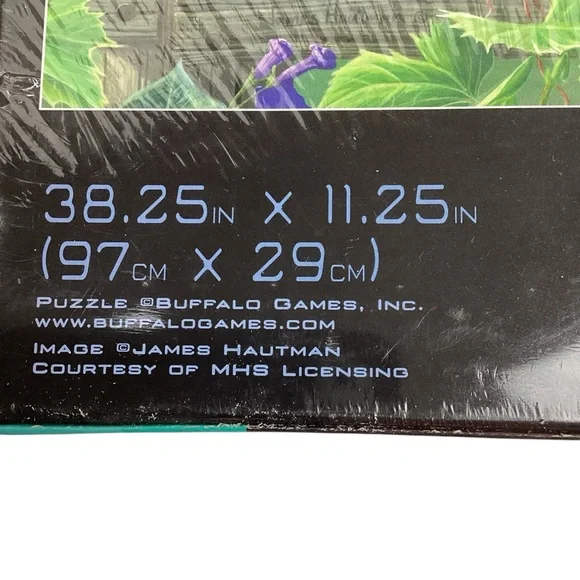 38.25IN X 11.25IN
(97CM X 29CM)
PUZZLE ©BUFFALO GAMES, INC.
WWW.BUFFALOGAMES.COM
IMAGE ©JAMES HAUTMAN
COURTESY OF MHS LICENSING